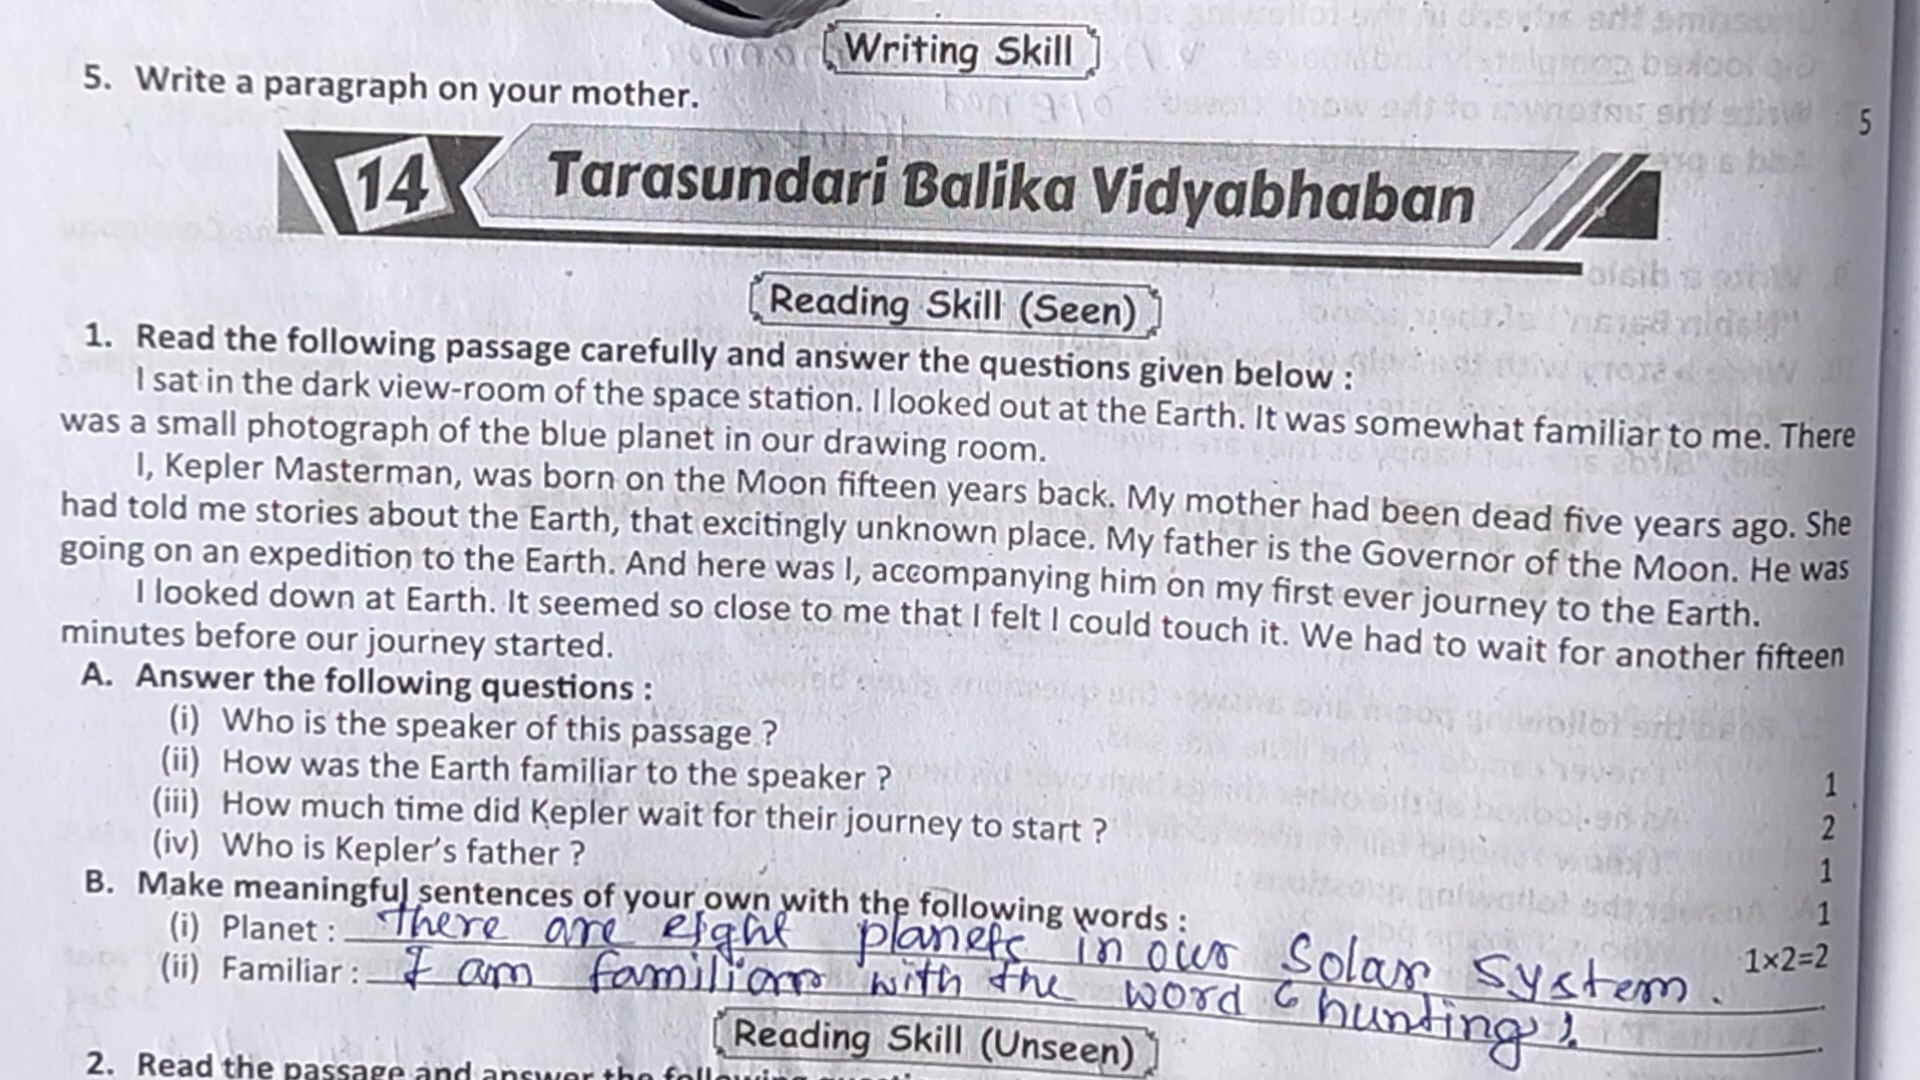 Writing Skill
5. Write a paragraph on your mother.
5
14 Tarasundari Balika Vidyabhaban
Reading Skill (Seen)
1. Read the following passage carefully and answer the questions given below :
I sat in the dark view-room of the space station. I looked out at the Earth. It was somewhat familiar to me. There
was a small photograph of the blue planet in our drawing room.
I, Kepler Masterman, was born on the Moon fifteen years back. My mother had been dead five years ago. She
had told me stories about the Earth, that excitingly unknown place. My father is the Governor of the Moon. He was
going on an expedition to the Earth. And here was I, accompanying him on my first ever journey to the Earth.
I looked down at Earth. It seemed so close to me that I felt I could touch it. We had to wait for another fifteen
minutes before our journey started.
A. Answer the following questions :
(i) Who is the speaker of this passage ? 1
(ii) How was the Earth familiar to the speaker ? 2
(iii) How much time did Kepler wait for their journey to start ? 1
(iv) Who is Kepler's father ? 1
B. Make meaningful sentences of your own with the following words : 1×2=2
(i) Planet : There are eight planets in our Solar System.
(ii) Familiar : I am familiar with the word 'hunting'.
Reading Skill (Unseen)
2. Read the passage and answer the following